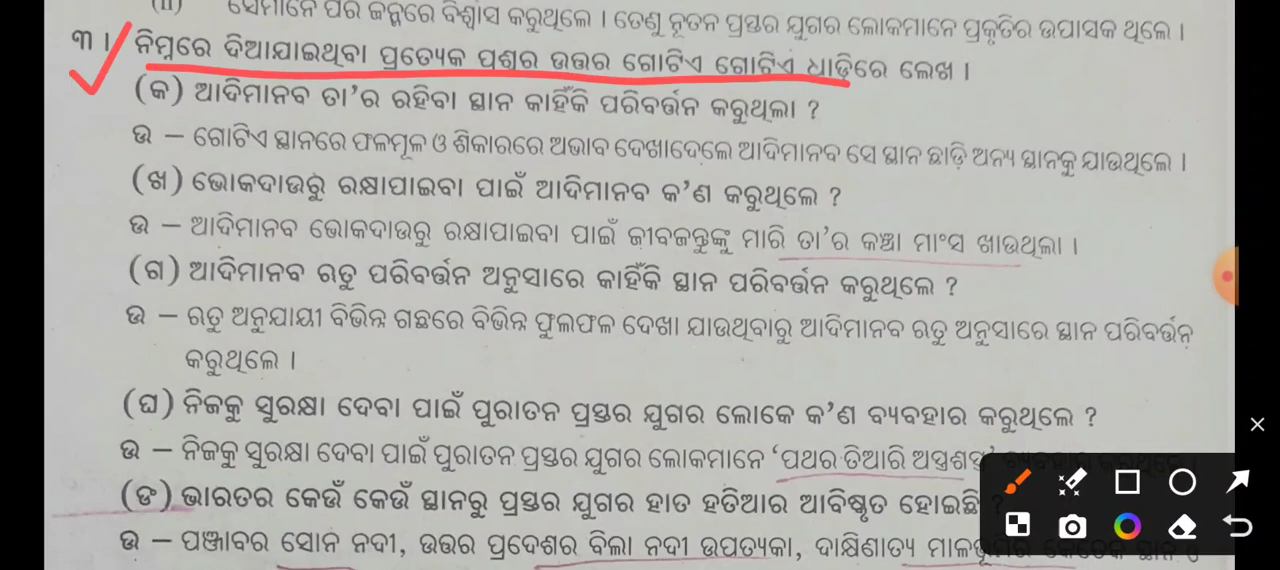 (ii) ସେମାନେ ପର ଜନ୍ମରେ ବିଶ୍ୱାସ କରୁଥିଲେ । ତେଣୁ ନୂତନ ପ୍ରସ୍ତର ଯୁଗର ଲୋକମାନେ ପ୍ରକୃତିର ଉପାସକ ଥିଲେ ।
୩ । ନିମ୍ନରେ ଦିଆଯାଇଥିବା ପ୍ରତ୍ୟେକ ପ୍ରଶ୍ନର ଉତ୍ତର ଗୋଟିଏ ଗୋଟିଏ ଧାଡ଼ିରେ ଲେଖ ।
(କ) ଆଦିମାନବ ତା’ର ରହିବା ସ୍ଥାନ କାହିଁକି ପରିବର୍ତ୍ତନ କରୁଥିଲା ?
ଉ – ଗୋଟିଏ ସ୍ଥାନରେ ଫଳମୂଳ ଓ ଶିକାରରେ ଅଭାବ ଦେଖାଦେଲେ ଆଦିମାନବ ସେ ସ୍ଥାନ ଛାଡ଼ି ଅନ୍ୟ ସ୍ଥାନକୁ ଯାଉଥିଲେ ।
(ଖ) ଭୋକଦାଉରୁ ରକ୍ଷାପାଇବା ପାଇଁ ଆଦିମାନବ କ’ଣ କରୁଥିଲେ ?
ଉ – ଆଦିମାନବ ଭୋକଦାଉରୁ ରକ୍ଷାପାଇବା ପାଇଁ ଜୀବଜନ୍ତୁଙ୍କୁ ମାରି ତା’ର କଞ୍ଚା ମାଂସ ଖାଉଥିଲା ।
(ଗ) ଆଦିମାନବ ଋତୁ ପରିବର୍ତ୍ତନ ଅନୁସାରେ କାହିଁକି ସ୍ଥାନ ପରିବର୍ତ୍ତନ କରୁଥିଲେ ?
ଉ – ଋତୁ ଅନୁଯାୟୀ ବିଭିନ୍ନ ଗଛରେ ବିଭିନ୍ନ ଫୁଲଫଳ ଦେଖା ଯାଉଥିବାରୁ ଆଦିମାନବ ଋତୁ ଅନୁସାରେ ସ୍ଥାନ ପରିବର୍ତ୍ତନ
କରୁଥିଲେ ।
(ଘ) ନିଜକୁ ସୁରକ୍ଷା ଦେବା ପାଇଁ ପୁରାତନ ପ୍ରସ୍ତର ଯୁଗର ଲୋକେ କ’ଣ ବ୍ୟବହାର କରୁଥିଲେ ?
ଉ – ନିଜକୁ ସୁରକ୍ଷା ଦେବା ପାଇଁ ପୁରାତନ ପ୍ରସ୍ତର ଯୁଗର ଲୋକମାନେ ‘ପଥର ତିଆରି ଅସ୍ତ୍ରଶସ୍ତ୍ର’ ବ୍ୟବହାର କରୁଥିଲେ ।
(ଙ) ଭାରତର କେଉଁ କେଉଁ ସ୍ଥାନରୁ ପ୍ରସ୍ତର ଯୁଗର ହାତ ହତିଆର ଆବିଷ୍କୃତ ହୋଇଛି ?
ଉ – ପଞ୍ଜାବର ସୋନ ନଦୀ, ଉତ୍ତର ପ୍ରଦେଶର ବିଲା ନଦୀ ଉପତ୍ୟକା, ଦାକ୍ଷିଣାତ୍ୟ ମାଳଭୂମିର କେତେକ ସ୍ଥାନ ଓ